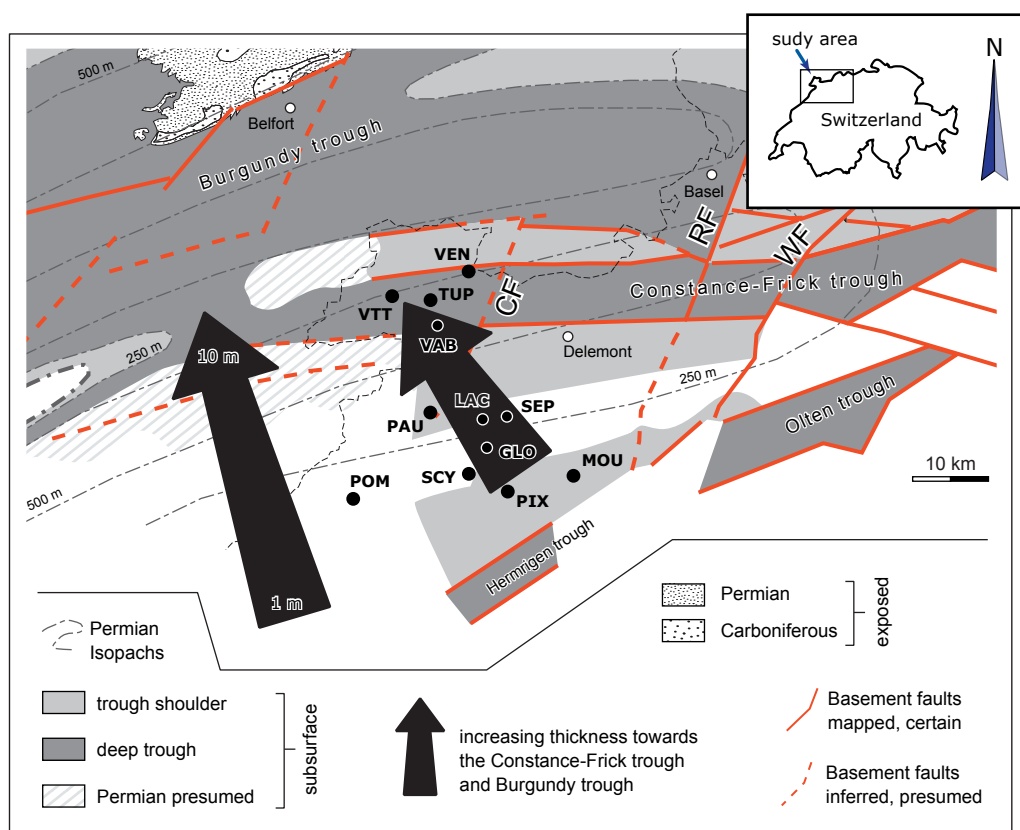 sudy area
N
Switzerland
500 m
Belfort
Burgundy trough
Basel
RF
WF
VEN
CF
Constance-Frick trough
VTT
TUP
VAB
Delemont
250 m
10 m
250 m
LAC
SEP
PAU
Olten trough
GLO
MOU
SCY
10 km
500 m
POM
PIX
Hermrigen trough
1 m
Permian
Isopachs
Permian
Carboniferous
exposed
trough shoulder
deep trough
Permian presumed
subsurface
increasing thickness towards
the Constance-Frick trough
and Burgundy trough
Basement faults
mapped, certain
Basement faults
inferred, presumed